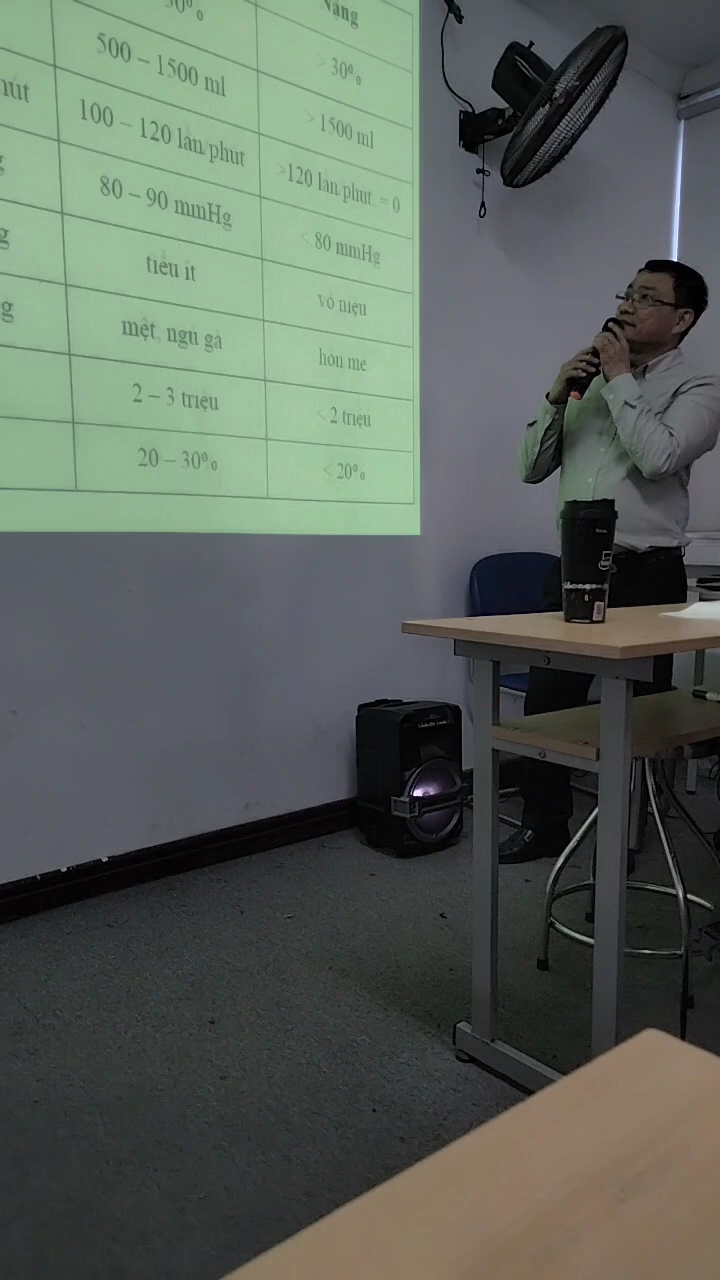 30%
Nặng
500 – 1500 ml
> 30%
út
100 – 120 lần/phút
> 1500 ml
g
80 – 90 mmHg
>120 lần/phút, = 0
g
tiểu ít
< 80 mmHg
g
mệt, ngủ gà
vô niệu
2 – 3 triệu
hôn mê
20 – 30%
< 2 triệu
< 20%
5